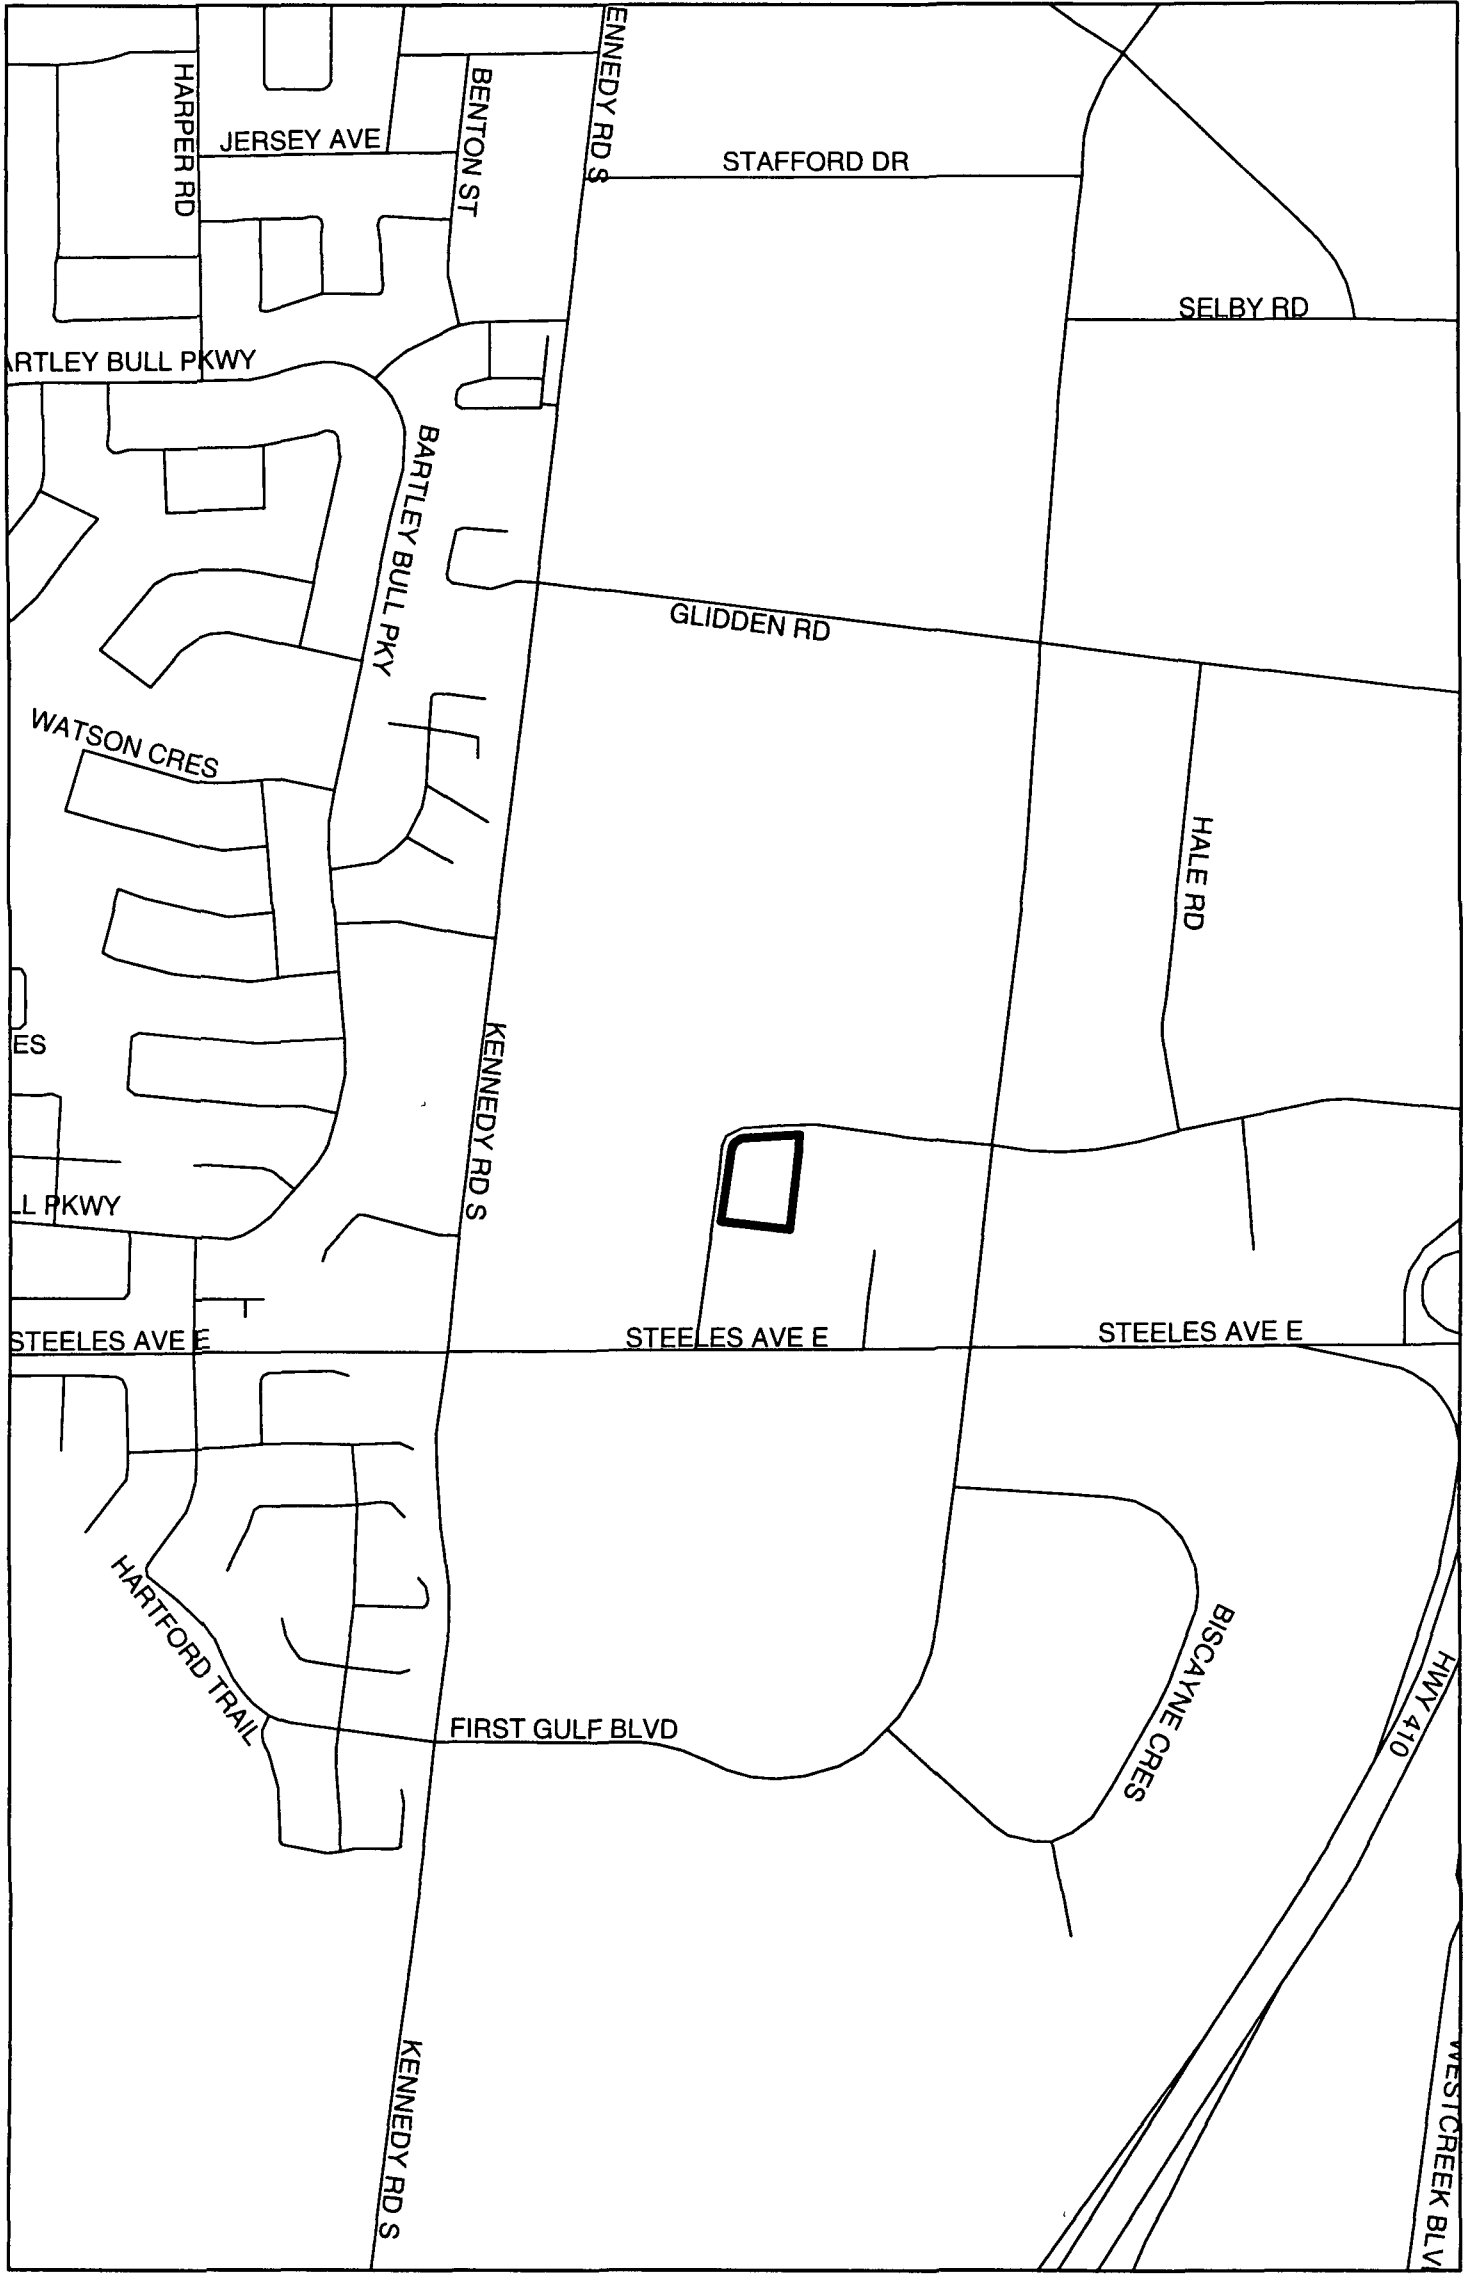 ENNEDY RD S
HARPER RD
BENTON ST
JERSEY AVE
STAFFORD DR
SELBY RD
ARTLEY BULL PKWY
BARTLEY BULL PKY
GLIDDEN RD
WATSON CRES
HALE RD
ES
KENNEDY RD S
LL PKWY
STEELES AVE E
STEELES AVE E
STEELES AVE E
HARTFORD TRAIL
BISCAYNE CRES
HWY 410
FIRST GULF BLVD
KENNEDY RD S
WESTCREEK BLV